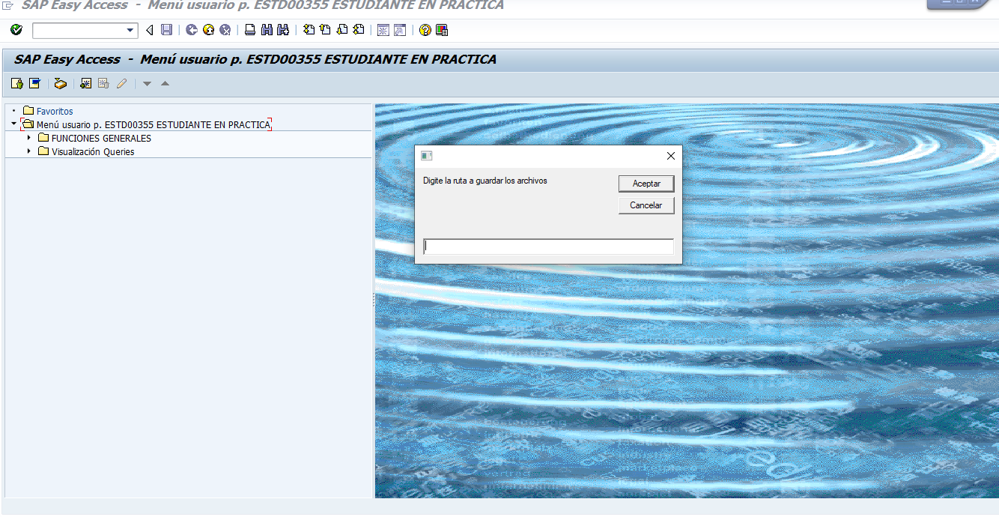 SAP Easy Access - Menú usuario p. ESTD00355 ESTUDIANTE EN PRACTICA
SAP Easy Access - Menú usuario p. ESTD00355 ESTUDIANTE EN PRACTICA
Favoritos
Menú usuario p. ESTD00355 ESTUDIANTE EN PRACTICA
FUNCIONES GENERALES
Visualización Queries
Digite la ruta a guardar los archivos
Aceptar
Cancelar